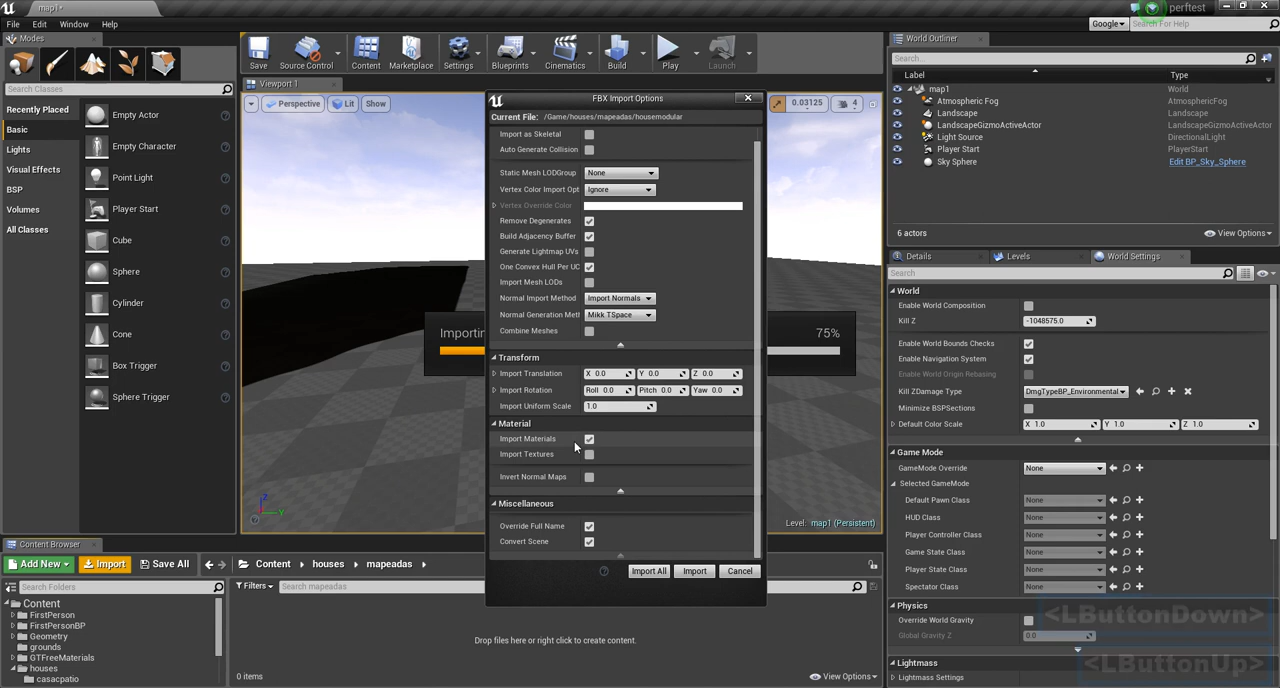 map1*
perftest
File Edit Window Help
Google
Search For Help
Modes
Search Classes
Recently Placed
Basic
Lights
Visual Effects
BSP
Volumes
All Classes
Empty Actor
Empty Character
Point Light
Player Start
Cube
Sphere
Cylinder
Cone
Box Trigger
Sphere Trigger
Save
Source Control
Content
Marketplace
Settings
Blueprints
Cinematics
Build
Play
Launch
Viewport 1
Perspective
Lit
Show
0.03125
4
Importin
75%
Z
Y
Level: map1 (Persistent)
FBX Import Options
Current File: /Game/houses/mapeadas/housemodular
Import as Skeletal
Auto Generate Collision
Static Mesh LODGroup None
Vertex Color Import Opt Ignore
Vertex Override Color
Remove Degenerates
Build Adjacency Buffer
Generate Lightmap UVs
One Convex Hull Per UC
Import Mesh LODs
Normal Import Method Import Normals
Normal Generation Metl Mikk TSpace
Combine Meshes
Transform
Import Translation X 0.0 Y 0.0 Z 0.0
Import Rotation Roll 0.0 Pitch 0.0 Yaw 0.0
Import Uniform Scale 1.0
Material
Import Materials
Import Textures
Invert Normal Maps
Miscellaneous
Override Full Name
Convert Scene
Import All
Import
Cancel
World Outliner
Search...
Label Type
map1 World
Atmospheric Fog AtmosphericFog
Landscape Landscape
LandscapeGizmoActiveActor LandscapeGizmoActiveActor
Light Source DirectionalLight
Player Start PlayerStart
Sky Sphere Edit BP_Sky_Sphere
6 actors
View Options
Details
Levels
World Settings
Search
World
Enable World Composition
Kill Z -1048575.0
Enable World Bounds Checks
Enable Navigation System
Enable World Origin Rebasing
Kill ZDamage Type DmgTypeBP_Environmental
Minimize BSPSections
Default Color Scale X 1.0 Y 1.0 Z 1.0
Game Mode
GameMode Override None
Selected GameMode
Default Pawn Class None
HUD Class None
Player Controller Class None
Game State Class None
Player State Class None
Spectator Class None
Physics
Override World Gravity
Global Gravity Z 0.0
Lightmass
Lightmass Settings
<LButtonDown>
<LButtonUp>
Content Browser
Add New
Import
Save All
Content houses mapeadas
Search Folders
Content
FirstPerson
FirstPersonBP
Geometry
grounds
GTFreeMaterials
houses
casacpatio
Filters
Search mapeadas
Drop files here or right click to create content.
0 items
View Options